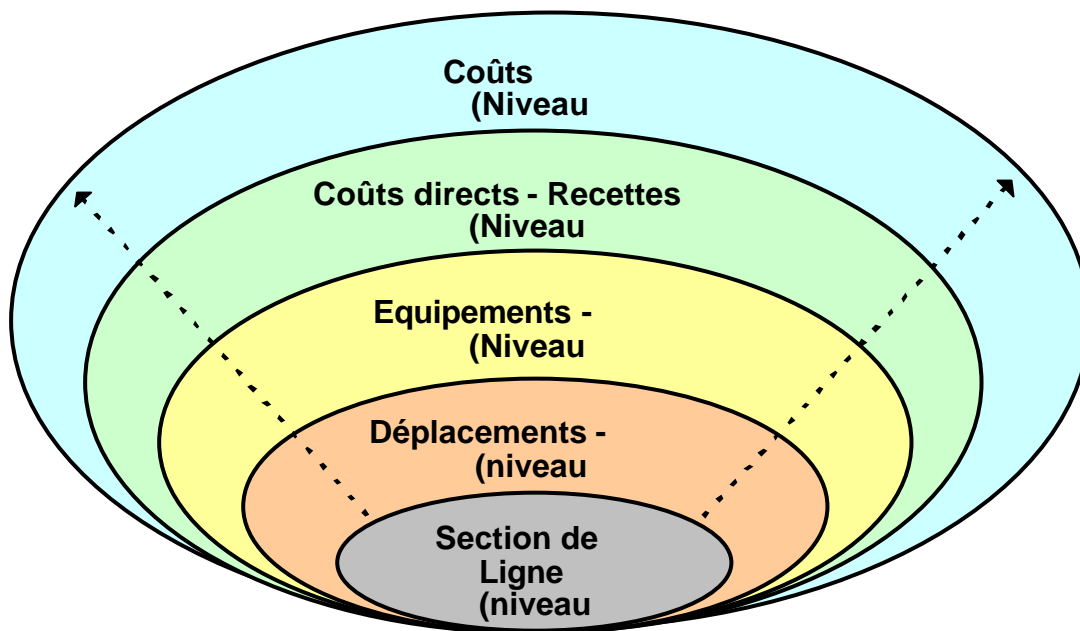 Coûts
(Niveau
Coûts directs - Recettes
(Niveau
Equipements -
(Niveau
Déplacements -
(niveau
Section de
Ligne
(niveau